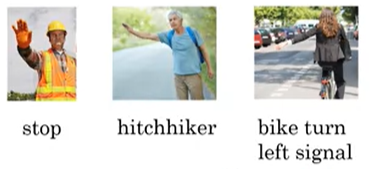 stop
hitchhiker
bike turn
left signal